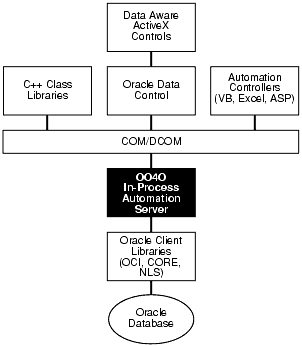 Data Aware
ActiveX
Controls
C++ Class
Libraries
Oracle Data
Control
Automation
Controllers
(VB, Excel, ASP)
COM/DCOM
OO4O
In-Process
Automation
Server
Oracle Client
Libraries
(OCI, CORE,
NLS)
Oracle
Database